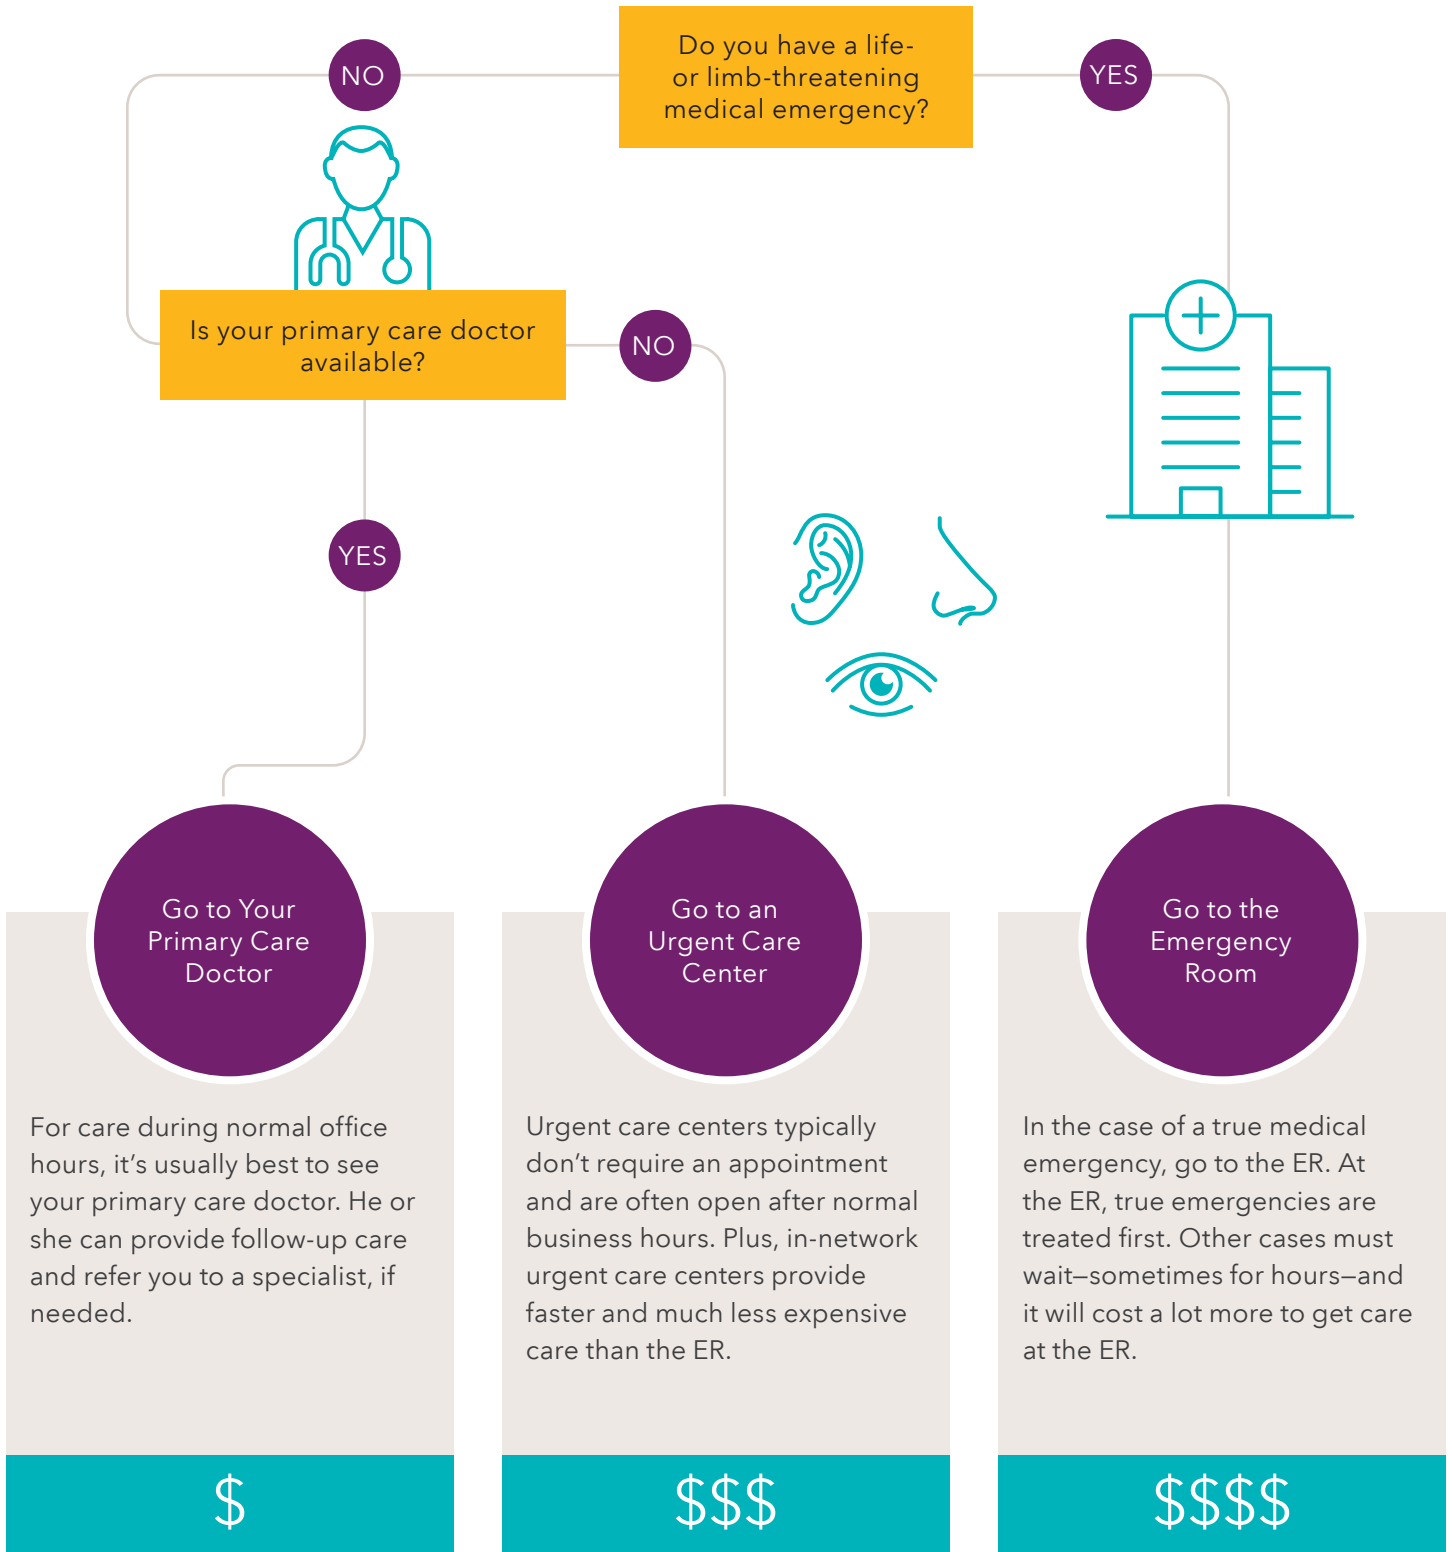 Do you have a life-
or limb-threatening
medical emergency?
NO
YES
Is your primary care doctor
available?
NO
YES
Go to Your
Primary Care
Doctor
For care during normal office
hours, it’s usually best to see
your primary care doctor. He or
she can provide follow-up care
and refer you to a specialist, if
needed.
$
Go to an
Urgent Care
Center
Urgent care centers typically
don’t require an appointment
and are often open after normal
business hours. Plus, in-network
urgent care centers provide
faster and much less expensive
care than the ER.
$$$
Go to the
Emergency
Room
In the case of a true medical
emergency, go to the ER. At
the ER, true emergencies are
treated first. Other cases must
wait—sometimes for hours—and
it will cost a lot more to get care
at the ER.
$$$$